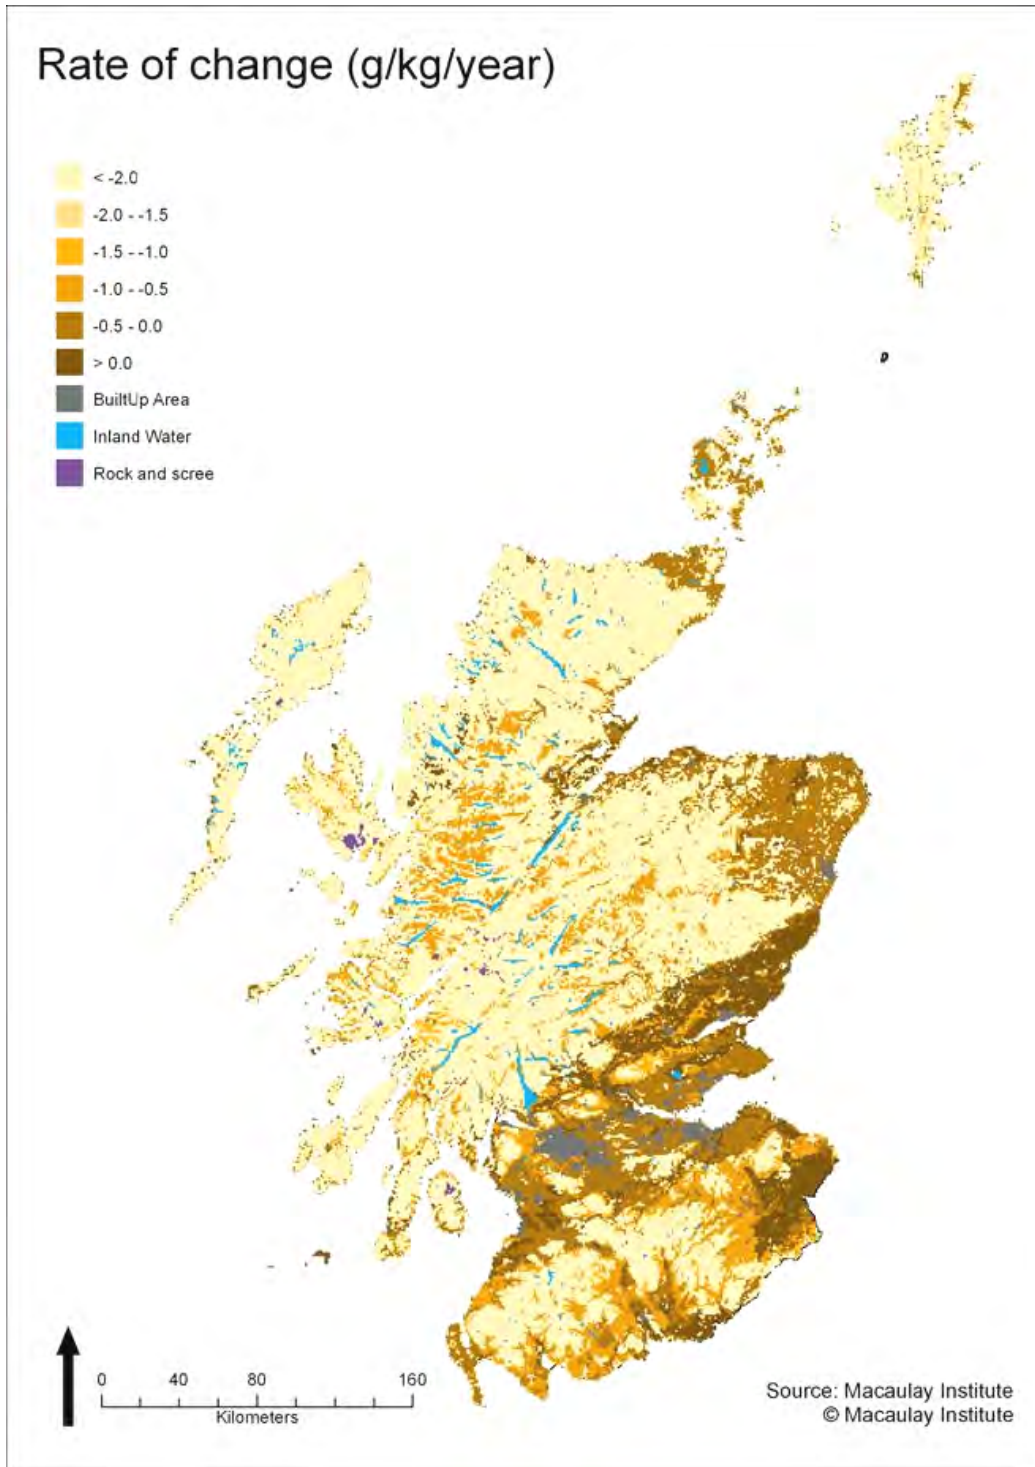 Rate of change (g/kg/year)
< -2.0
-2.0 - -1.5
-1.5 - -1.0
-1.0 - -0.5
-0.5 - 0.0
> 0.0
BuiltUp Area
Inland Water
Rock and scree
0 40 80 160
Kilometers
Source: Macaulay Institute
© Macaulay Institute